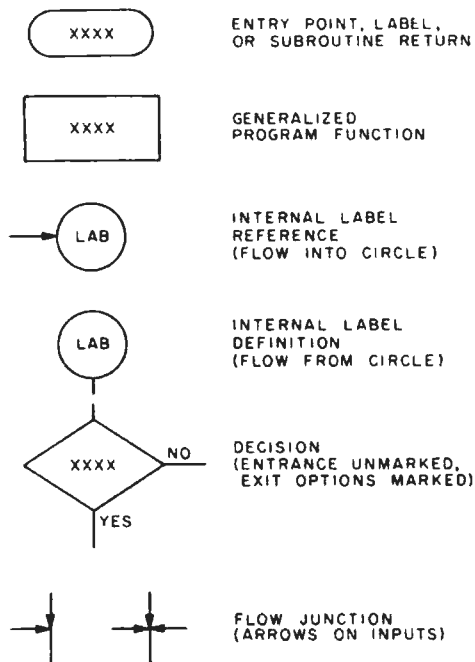 XXXX
ENTRY POINT, LABEL,
OR SUBROUTINE RETURN
XXXX
GENERALIZED
PROGRAM FUNCTION
LAB
INTERNAL LABEL
REFERENCE
(FLOW INTO CIRCLE)
LAB
INTERNAL LABEL
DEFINITION
(FLOW FROM CIRCLE)
XXXX
NO
YES
DECISION
(ENTRANCE UNMARKED,
EXIT OPTIONS MARKED)
FLOW JUNCTION
(ARROWS ON INPUTS)